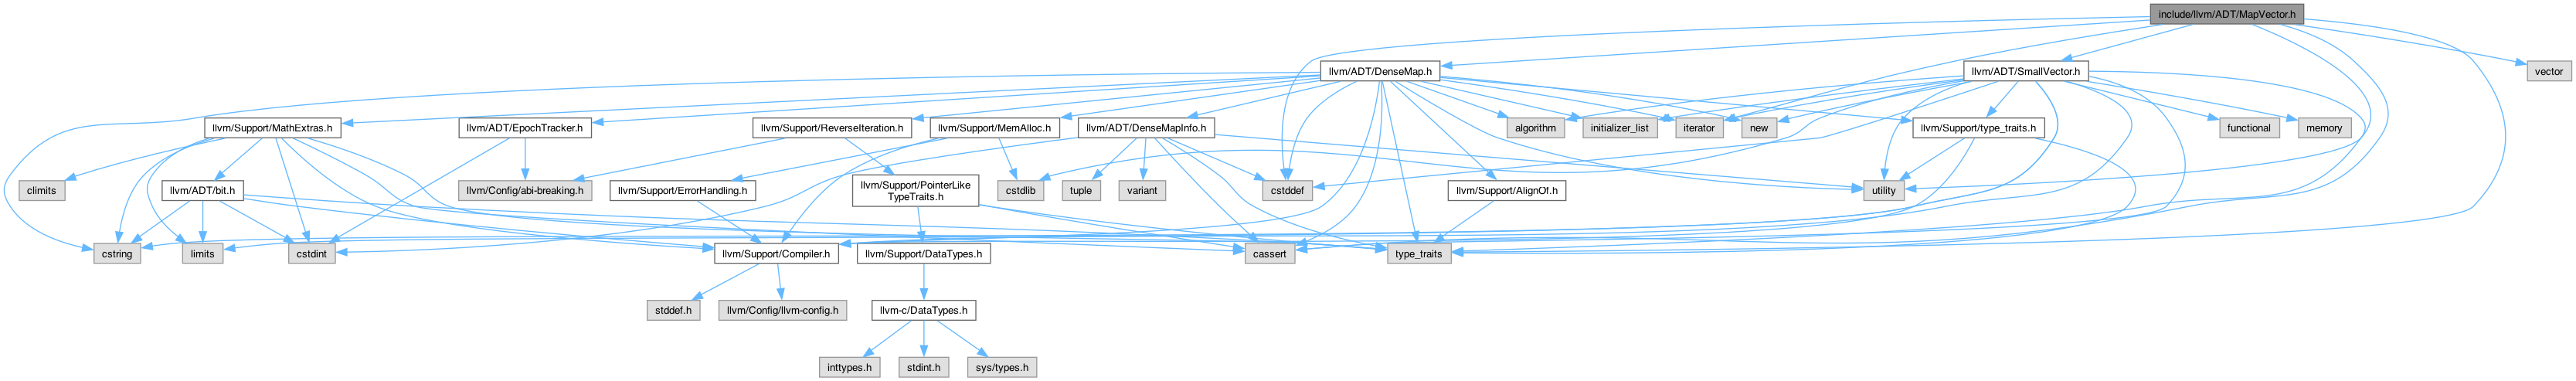 include/llvm/ADT/MapVector.h
llvm/ADT/DenseMap.h
llvm/ADT/SmallVector.h
vector
llvm/Support/MathExtras.h
llvm/ADT/EpochTracker.h
llvm/Support/ReverseIteration.h
llvm/Support/MemAlloc.h
llvm/ADT/DenseMapInfo.h
algorithm
initializer_list
iterator
new
llvm/Support/type_traits.h
functional
memory
climits
llvm/ADT/bit.h
llvm/Config/abi-breaking.h
llvm/Support/ErrorHandling.h
llvm/Support/PointerLike
TypeTraits.h
cstdlib
tuple
variant
cstddef
llvm/Support/AlignOf.h
utility
cstring
limits
cstdint
llvm/Support/Compiler.h
llvm/Support/DataTypes.h
cassert
type_traits
stddef.h
llvm/Config/llvm-config.h
llvm-c/DataTypes.h
inttypes.h
stdint.h
sys/types.h